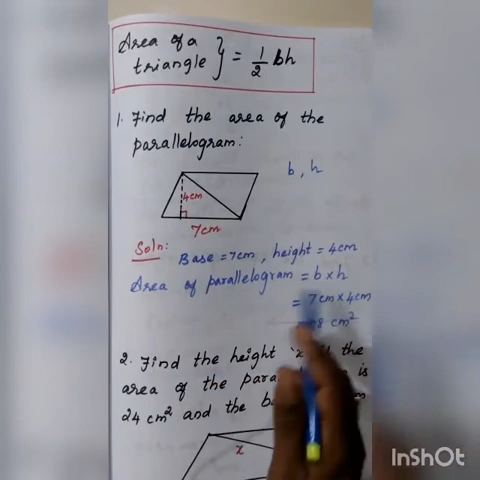 Area of a
triangle } = 1/2 bh
1. Find the area of the
parallelogram:
b, h
4cm
7cm
Soln:
Base = 7cm, height = 4cm
Area of parallelogram = b x h
= 7cm x 4cm
8 cm²
2. Find the height 'x' the
area of the para is
24 cm² and the b
x
InShOt